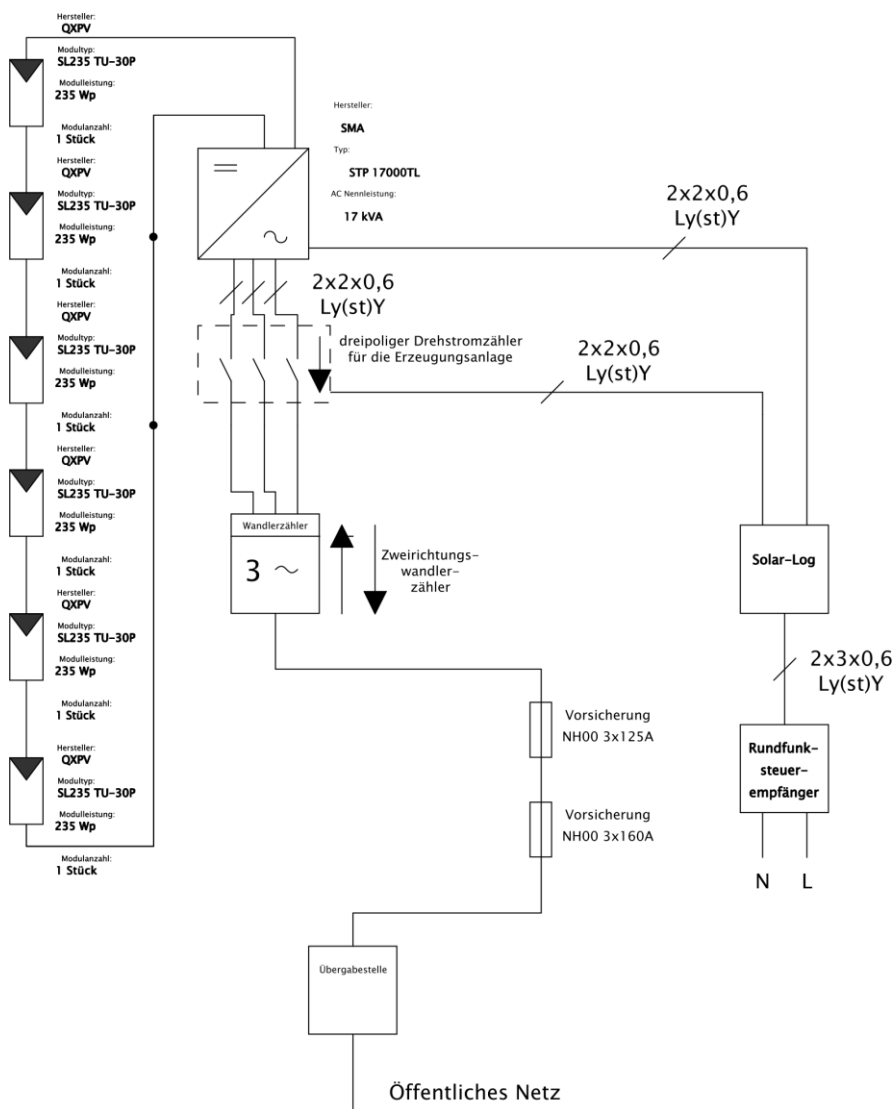 Hersteller:
QXPV
Modultyp:
SL235 TU-30P
Modulleistung:
235 Wp
Modulanzahl:
1 Stück
Hersteller:
QXPV
Modultyp:
SL235 TU-30P
Modulleistung:
235 Wp
Modulanzahl:
1 Stück
Hersteller:
QXPV
Modultyp:
SL235 TU-30P
Modulleistung:
235 Wp
Modulanzahl:
1 Stück
Hersteller:
QXPV
Modultyp:
SL235 TU-30P
Modulleistung:
235 Wp
Modulanzahl:
1 Stück
Hersteller:
QXPV
Modultyp:
SL235 TU-30P
Modulleistung:
235 Wp
Modulanzahl:
1 Stück
Hersteller:
QXPV
Modultyp:
SL235 TU-30P
Modulleistung:
235 Wp
Modulanzahl:
1 Stück
Hersteller:
SMA
Typ:
STP 17000TL
AC Nennleistung:
17 kVA
2x2x0,6
Ly(st)Y
2x2x0,6
Ly(st)Y
dreipoliger Drehstromzähler
für die Erzeugungsanlage
2x2x0,6
Ly(st)Y
Wandlerzähler
3
Zweirichtungs-
wandler-
zähler
Solar-Log
2x3x0,6
Ly(st)Y
Vorsicherung
NH00 3x125A
Rundfunk-
steuer-
empfänger
Vorsicherung
NH00 3x160A
N L
Übergabestelle
Öffentliches Netz